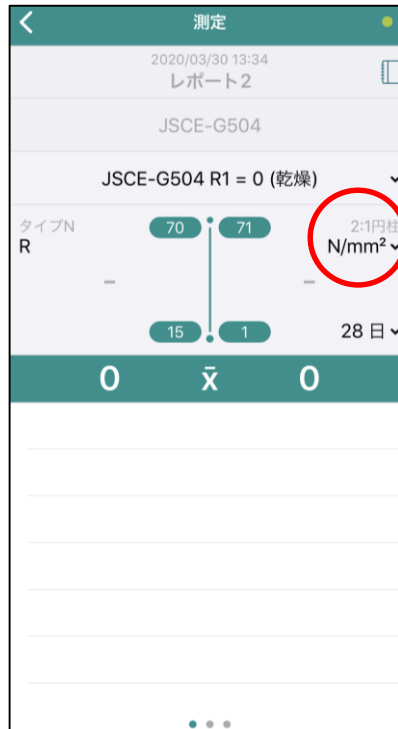 測定
2020/03/30 13:34
レポート2
JSCE-G504
JSCE-G504 R1 = 0 (乾燥)
タイプN 70 71 2:1円柱
R N/mm²
– –
15 1 28 日
0 x̄ 0